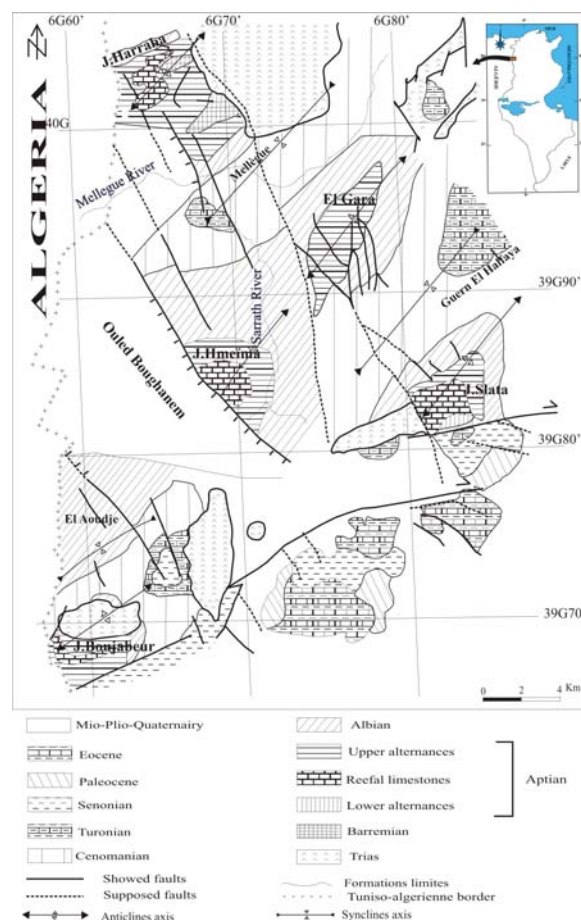 6G60' 6G70' 6G80'
J.Harraba
40G
ALGERIA
Mellegue River
Mellegue
El Gara
Sarrath River
Guern El Halfaya
39G90'
Ouled Boughanem
J.Hmeima
J.Slata
39G80'
El Aoudje
39G70'
J.Boujabeur
0 2 4 Km
Mio-Plio-Quaternairy
Eocene
Paleocene
Senonian
Turonian
Cenomanian
Albian
Upper alternances
Reefal limestones
Lower alternances
Aptian
Barremian
Trias
Showed faults
Supposed faults
Anticlines axis
Formations limites
Tuniso-algerienne border
Synclines axis